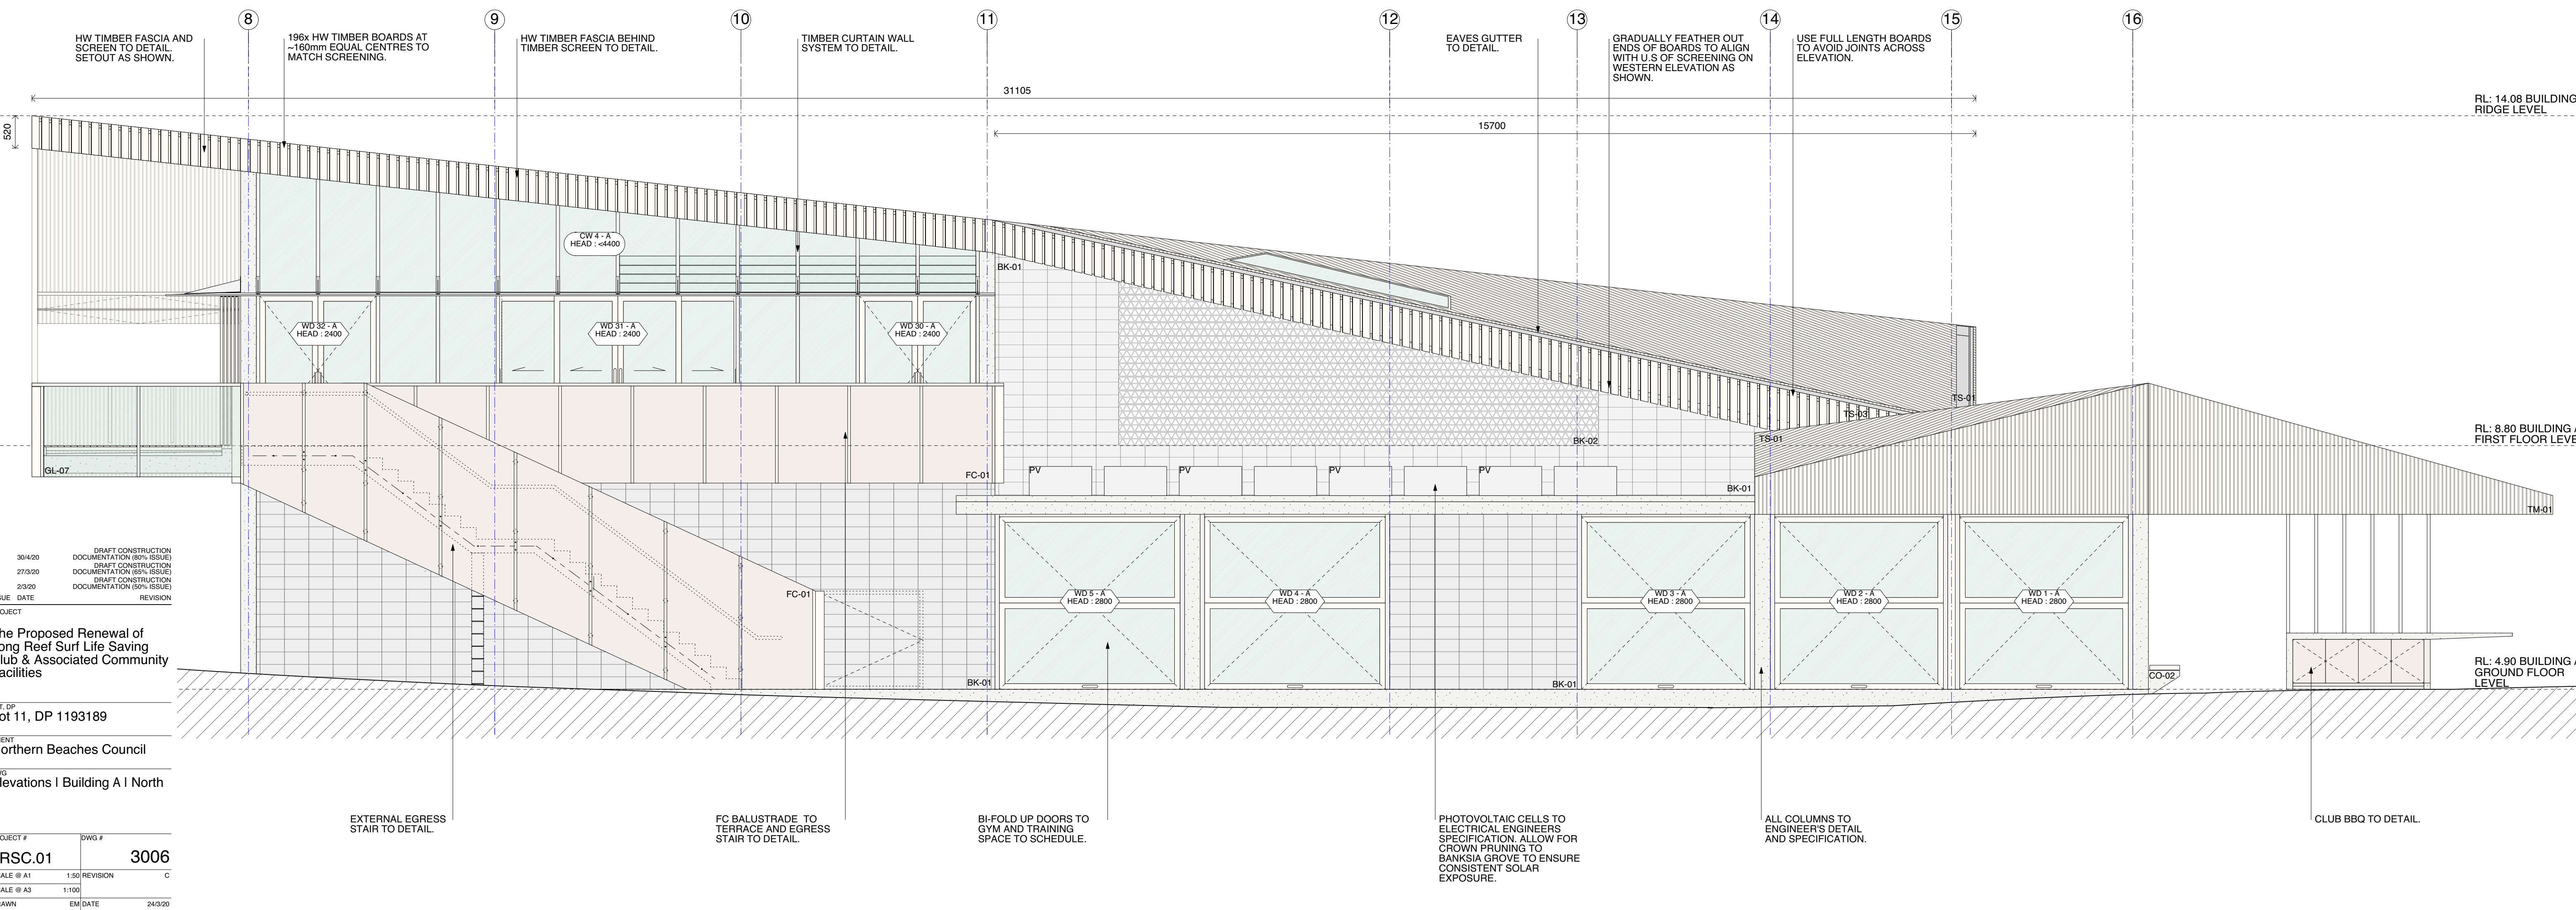 8
9
10
11
12
13
14
15
16
HW TIMBER FASCIA AND
SCREEN TO DETAIL.
SETOUT AS SHOWN.
196x HW TIMBER BOARDS AT
~160mm EQUAL CENTRES TO
MATCH SCREENING.
HW TIMBER FASCIA BEHIND
TIMBER SCREEN TO DETAIL.
TIMBER CURTAIN WALL
SYSTEM TO DETAIL.
EAVES GUTTER
TO DETAIL.
GRADUALLY FEATHER OUT
ENDS OF BOARDS TO ALIGN
WITH U.S OF SCREENING ON
WESTERN ELEVATION AS
SHOWN.
USE FULL LENGTH BOARDS
TO AVOID JOINTS ACROSS
ELEVATION.
31105
RL: 14.08 BUILDING
RIDGE LEVEL
520
15700
CW 4 - A
HEAD : <4400
BK-01
WD 32 - A
HEAD : 2400
WD 31 - A
HEAD : 2400
WD 30 - A
HEAD : 2400
TS-01
TS-03
TS-01
BK-02
RL: 8.80 BUILDING A
FIRST FLOOR LEVE
GL-07
FC-01
PV
PV
PV
PV
BK-01
TM-01
FC-01
WD 5 - A
HEAD : 2800
WD 4 - A
HEAD : 2800
WD 3 - A
HEAD : 2800
WD 2 - A
HEAD : 2800
WD 1 - A
HEAD : 2800
BK-01
BK-01
CO-02
RL: 4.90 BUILDING A
GROUND FLOOR
LEVEL
DRAFT CONSTRUCTION
30/4/20 DOCUMENTATION (80% ISSUE)
DRAFT CONSTRUCTION
27/3/20 DOCUMENTATION (65% ISSUE)
DRAFT CONSTRUCTION
2/3/20 DOCUMENTATION (50% ISSUE)
SUE DATE REVISION
OJECT
he Proposed Renewal of
ong Reef Surf Life Saving
lub & Associated Community
acilities
T, DP
ot 11, DP 1193189
IENT
orthern Beaches Council
G
levations I Building A I North
OJECT # DWG #
RSC.01 3006
ALE @ A1 1:50 REVISION C
ALE @ A3 1:100
AWN EM DATE 24/3/20
EXTERNAL EGRESS
STAIR TO DETAIL.
FC BALUSTRADE TO
TERRACE AND EGRESS
STAIR TO DETAIL.
BI-FOLD UP DOORS TO
GYM AND TRAINING
SPACE TO SCHEDULE.
PHOTOVOLTAIC CELLS TO
ELECTRICAL ENGINEERS
SPECIFICATION. ALLOW FOR
CROWN PRUNING TO
BANKSIA GROVE TO ENSURE
CONSISTENT SOLAR
EXPOSURE.
ALL COLUMNS TO
ENGINEER'S DETAIL
AND SPECIFICATION.
CLUB BBQ TO DETAIL.